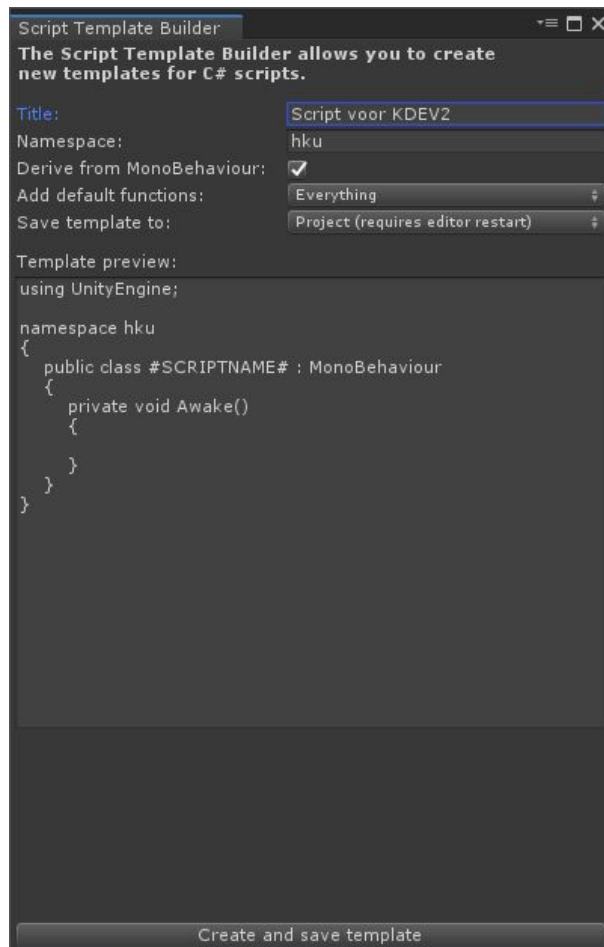 Script Template Builder
The Script Template Builder allows you to create
new templates for C# scripts.
Title: Script voor KDEV2
Namespace: hku
Derive from MonoBehaviour:
Add default functions: Everything
Save template to: Project (requires editor restart)
Template preview:
using UnityEngine;
namespace hku
{
public class #SCRIPTNAME# : MonoBehaviour
{
private void Awake()
{
}
}
}
Create and save template